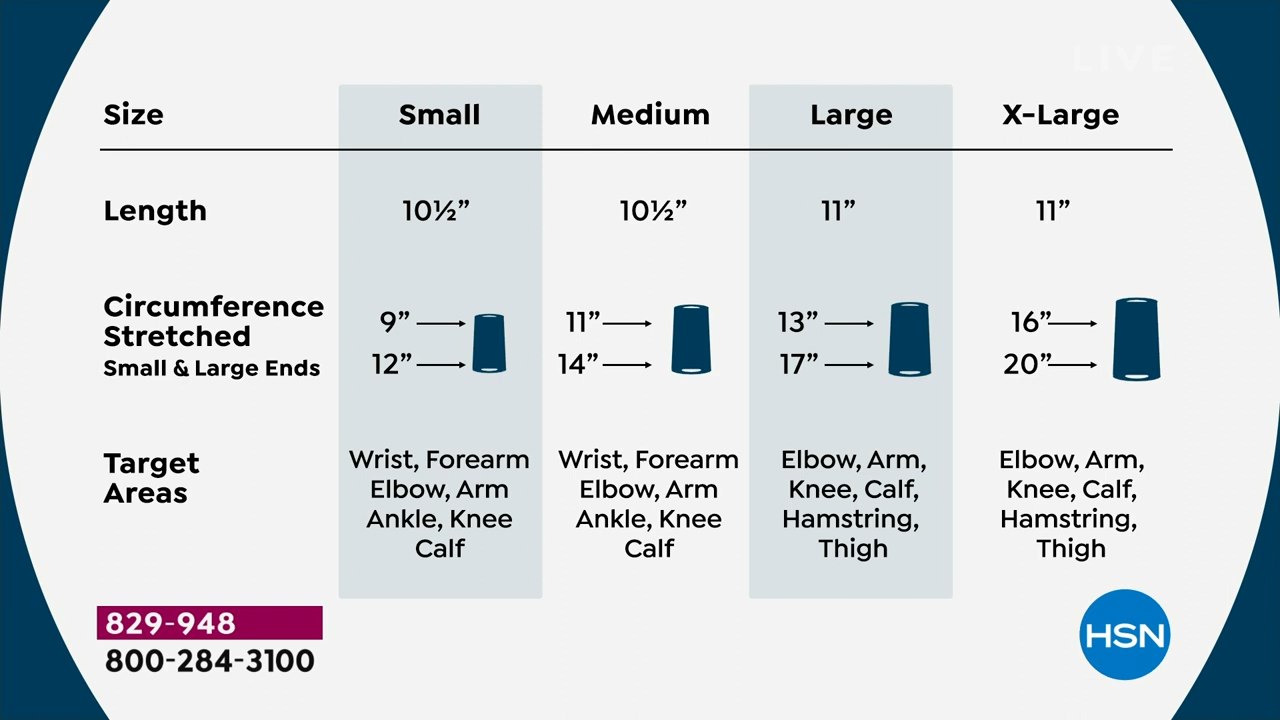 LIVE
Size Small Medium Large X-Large
Length 10½” 10½” 11” 11”
Circumference
Stretched
Small & Large Ends
9” 11” 13” 16”
12” 14” 17” 20”
Target
Areas
Wrist, Forearm
Elbow, Arm
Ankle, Knee
Calf
Wrist, Forearm
Elbow, Arm
Ankle, Knee
Calf
Elbow, Arm,
Knee, Calf,
Hamstring,
Thigh
Elbow, Arm,
Knee, Calf,
Hamstring,
Thigh
829-948
800-284-3100
HSN